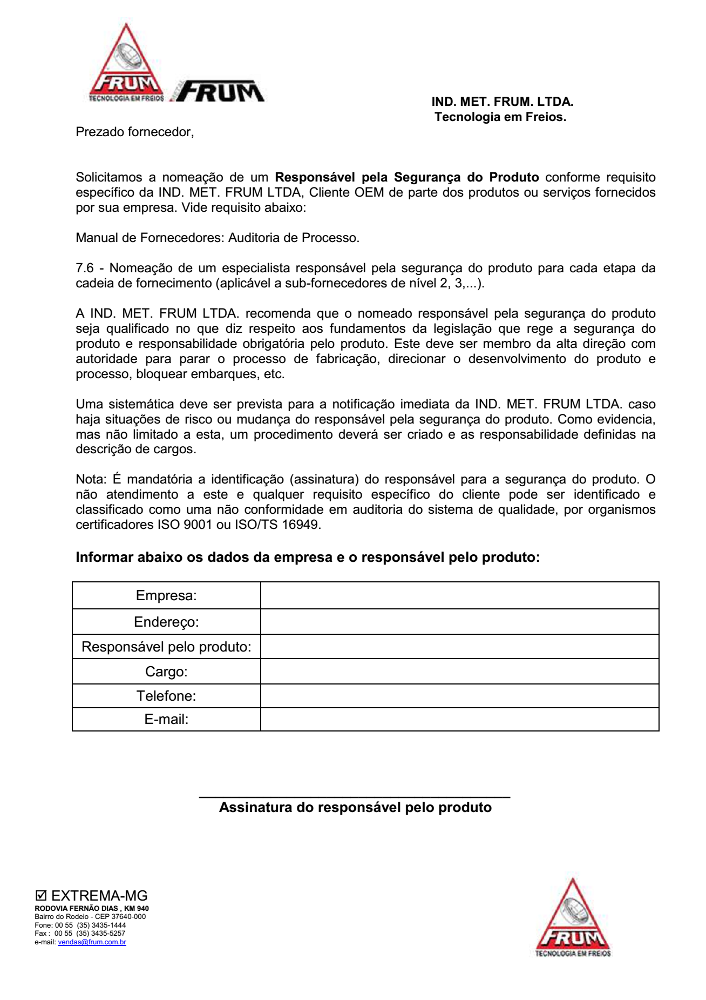 FRUM
TECNOLOGIA EM FREIOS
METAL FRUM
IND. MET. FRUM. LTDA.
Tecnologia em Freios.
Prezado fornecedor,
Solicitamos a nomeação de um Responsável pela Segurança do Produto conforme requisito
específico da IND. MET. FRUM LTDA, Cliente OEM de parte dos produtos ou serviços fornecidos
por sua empresa. Vide requisito abaixo:
Manual de Fornecedores: Auditoria de Processo.
7.6 - Nomeação de um especialista responsável pela segurança do produto para cada etapa da
cadeia de fornecimento (aplicável a sub-fornecedores de nível 2, 3,...).
A IND. MET. FRUM LTDA. recomenda que o nomeado responsável pela segurança do produto
seja qualificado no que diz respeito aos fundamentos da legislação que rege a segurança do
produto e responsabilidade obrigatória pelo produto. Este deve ser membro da alta direção com
autoridade para parar o processo de fabricação, direcionar o desenvolvimento do produto e
processo, bloquear embarques, etc.
Uma sistemática deve ser prevista para a notificação imediata da IND. MET. FRUM LTDA. caso
haja situações de risco ou mudança do responsável pela segurança do produto. Como evidencia,
mas não limitado a esta, um procedimento deverá ser criado e as responsabilidade definidas na
descrição de cargos.
Nota: É mandatória a identificação (assinatura) do responsável para a segurança do produto. O
não atendimento a este e qualquer requisito específico do cliente pode ser identificado e
classificado como uma não conformidade em auditoria do sistema de qualidade, por organismos
certificadores ISO 9001 ou ISO/TS 16949.
Informar abaixo os dados da empresa e o responsável pelo produto:
Empresa:
Endereço:
Responsável pelo produto:
Cargo:
Telefone:
E-mail:
Assinatura do responsável pelo produto
☑ EXTREMA-MG
RODOVIA FERNÃO DIAS , KM 940
Bairro do Rodeio - CEP 37640-000
Fone: 00 55 (35) 3435-1444
Fax : 00 55 (35) 3435-5257
e-mail: vendas@frum.com.br
FRUM
TECNOLOGIA EM FREIOS